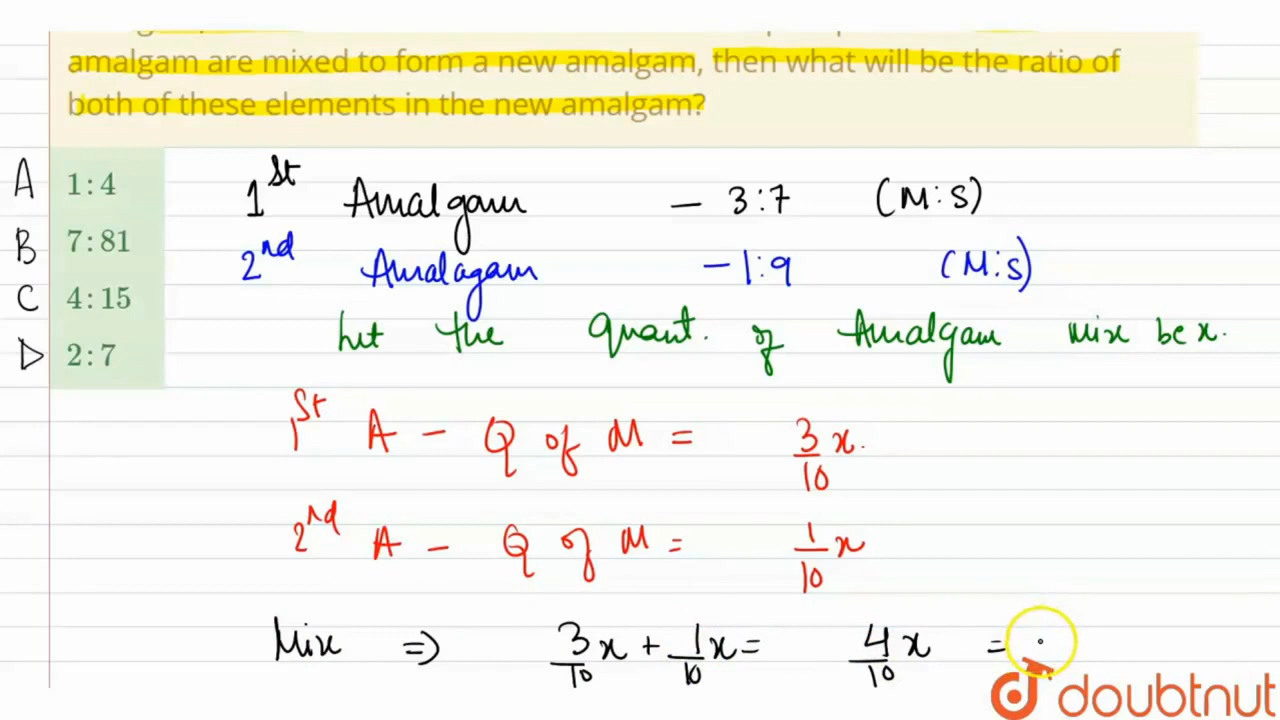 amalgam are mixed to form a new amalgam, then what will be the ratio of
both of these elements in the new amalgam?
A 1:4
B 7:81
C 4:15
D 2:7
1st Amalgam - 3:7 (M:S)
2nd Amalagam - 1:9 (M:S)
let the quant. of Amalgam mix be x.
1st A - Q of M = 3/10 x.
2nd A - Q of M = 1/10 x
Mix ⇒ 3/10 x + 1/10 x = 4/10 x =
doubtnut